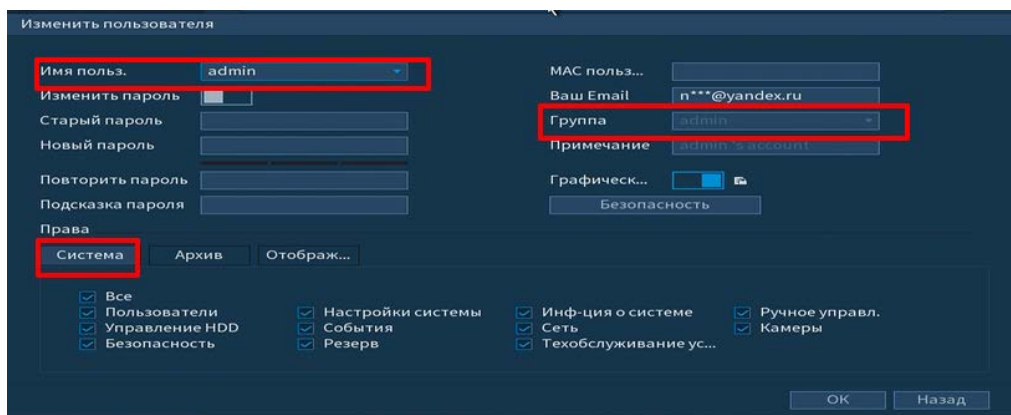 Изменить пользователя
Имя польз. admin
MAC польз...
Изменить пароль
Ваш Email n***@yandex.ru
Старый пароль
Группа admin
Новый пароль
Примечание admin 's account
Повторить пароль
Графическ...
Подсказка пароля
Безопасность
Права
Система Архив Отображ...
Все
Пользователи Настройки системы Инф-ция о системе Ручное управл.
Управление HDD События Сеть Камеры
Безопасность Резерв Техобслуживание ус...
ОК Назад